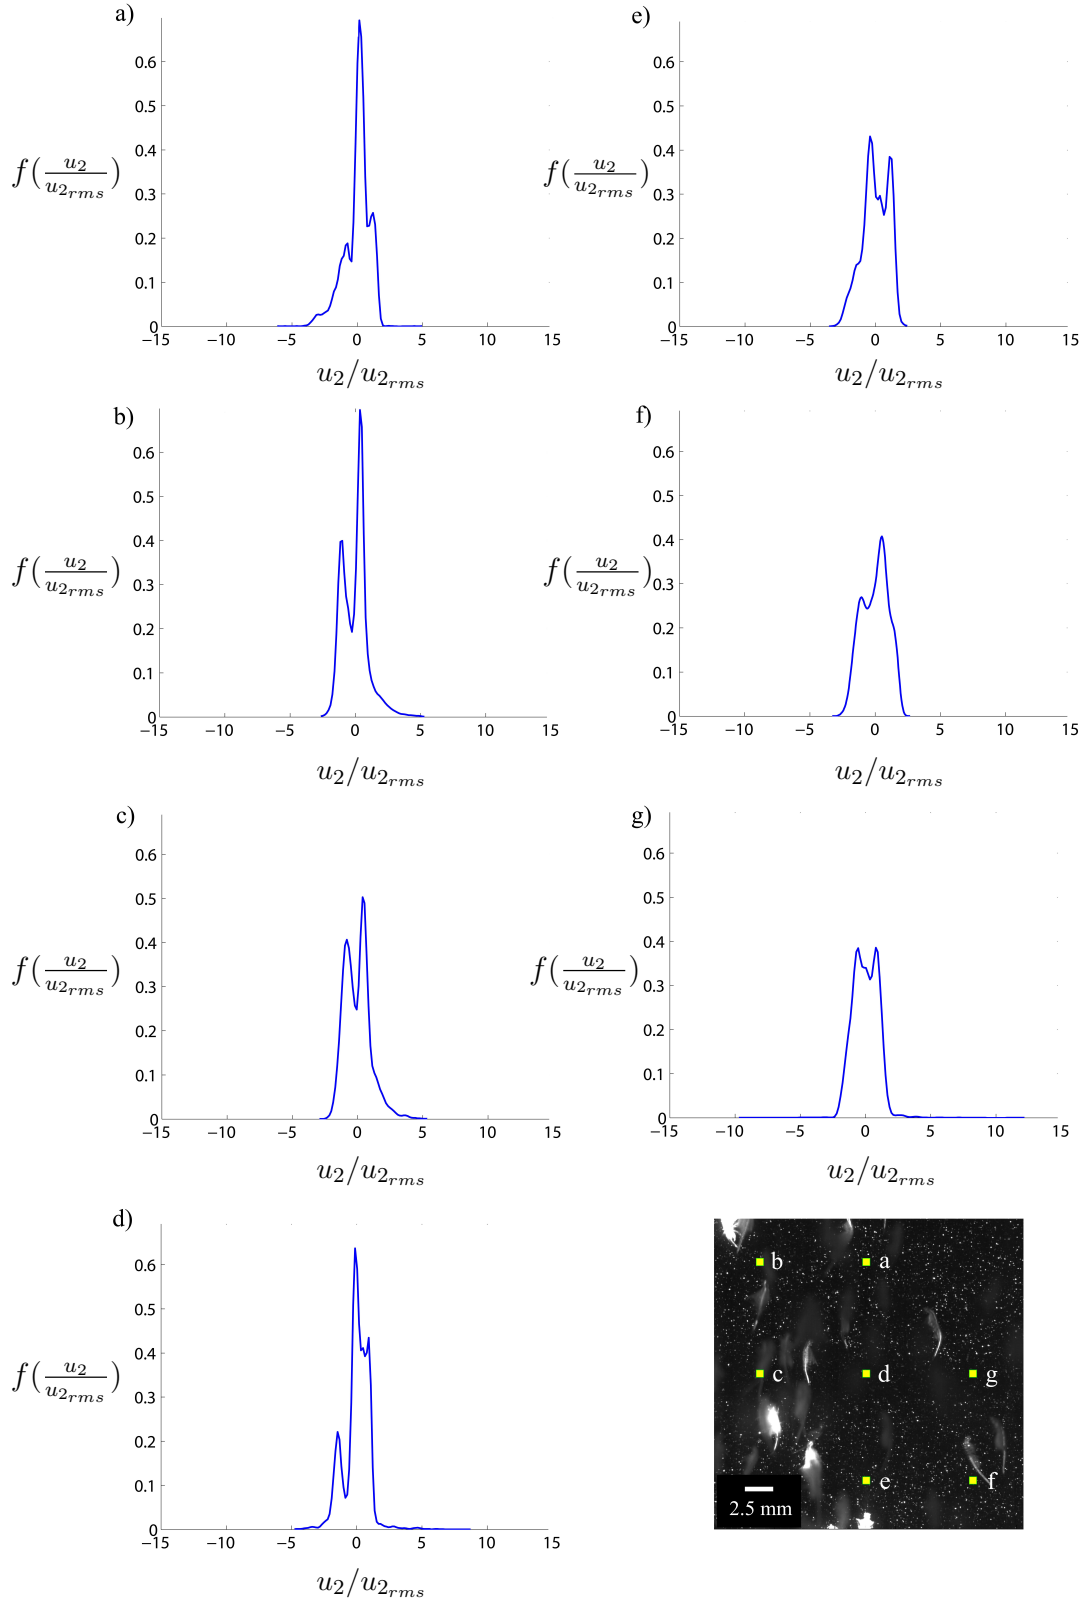 a)
0.6
0.5
0.4
0.3
0.2
0.1
0
f(u₂/u₂ᵣₘₛ)
−15 −10 −5 0 5 10 15
u₂/u₂ᵣₘₛ
e)
0.6
0.5
0.4
0.3
0.2
0.1
0
f(u₂/u₂ᵣₘₛ)
−15 −10 −5 0 5 10 15
u₂/u₂ᵣₘₛ
b)
0.6
0.5
0.4
0.3
0.2
0.1
0
f(u₂/u₂ᵣₘₛ)
−15 −10 −5 0 5 10 15
u₂/u₂ᵣₘₛ
f)
0.6
0.5
0.4
0.3
0.2
0.1
0
f(u₂/u₂ᵣₘₛ)
−15 −10 −5 0 5 10 15
u₂/u₂ᵣₘₛ
c)
0.6
0.5
0.4
0.3
0.2
0.1
0
f(u₂/u₂ᵣₘₛ)
−15 −10 −5 0 5 10 15
u₂/u₂ᵣₘₛ
g)
0.6
0.5
0.4
0.3
0.2
0.1
0
f(u₂/u₂ᵣₘₛ)
−15 −10 −5 0 5 10 15
u₂/u₂ᵣₘₛ
d)
0.6
0.5
0.4
0.3
0.2
0.1
0
f(u₂/u₂ᵣₘₛ)
−15 −10 −5 0 5 10 15
u₂/u₂ᵣₘₛ
b a
c d g
e f
2.5 mm